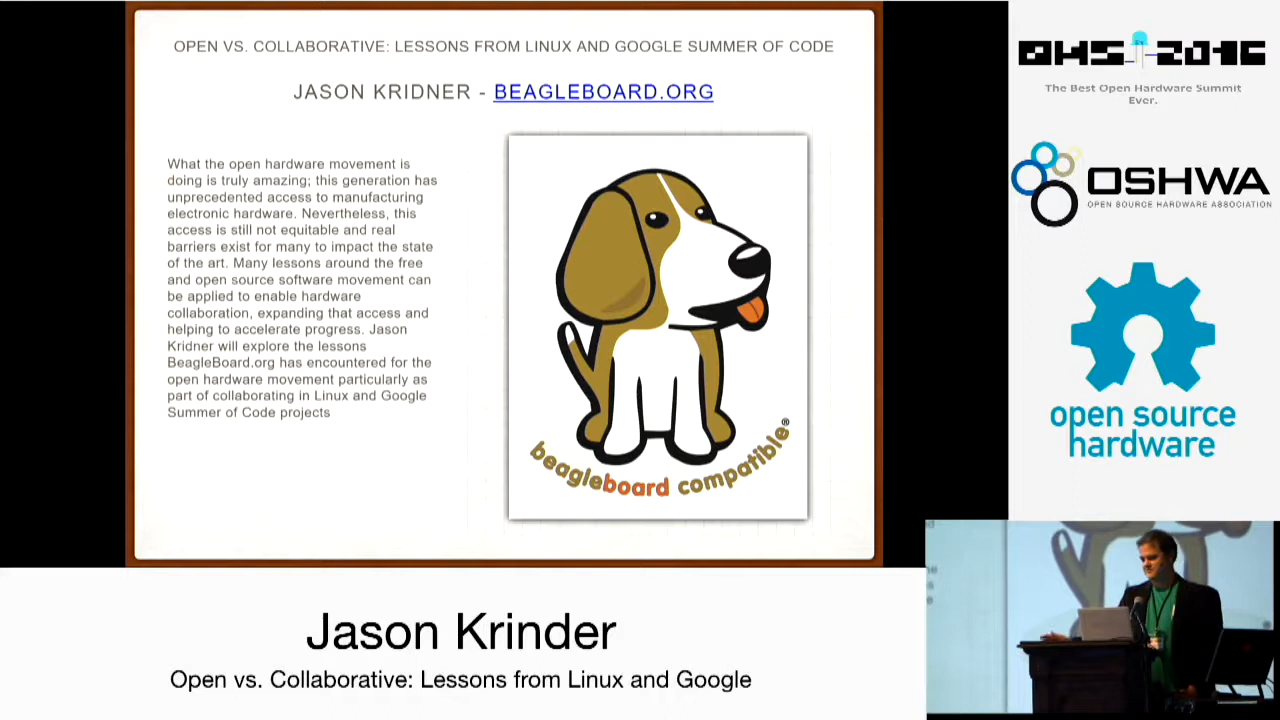 OPEN VS. COLLABORATIVE: LESSONS FROM LINUX AND GOOGLE SUMMER OF CODE
JASON KRIDNER - BEAGLEBOARD.ORG
What the open hardware movement is
doing is truly amazing; this generation has
unprecedented access to manufacturing
electronic hardware. Nevertheless, this
access is still not equitable and real
barriers exist for many to impact the state
of the art. Many lessons around the free
and open source software movement can
be applied to enable hardware
collaboration, expanding that access and
helping to accelerate progress. Jason
Kridner will explore the lessons
BeagleBoard.org has encountered for the
open hardware movement particularly as
part of collaborating in Linux and Google
Summer of Code projects
beagleboard compatible®
OHS 2016
The Best Open Hardware Summit
Ever.
OSHWA
OPEN SOURCE HARDWARE ASSOCIATION
open source
hardware
Jason Krinder
Open vs. Collaborative: Lessons from Linux and Google